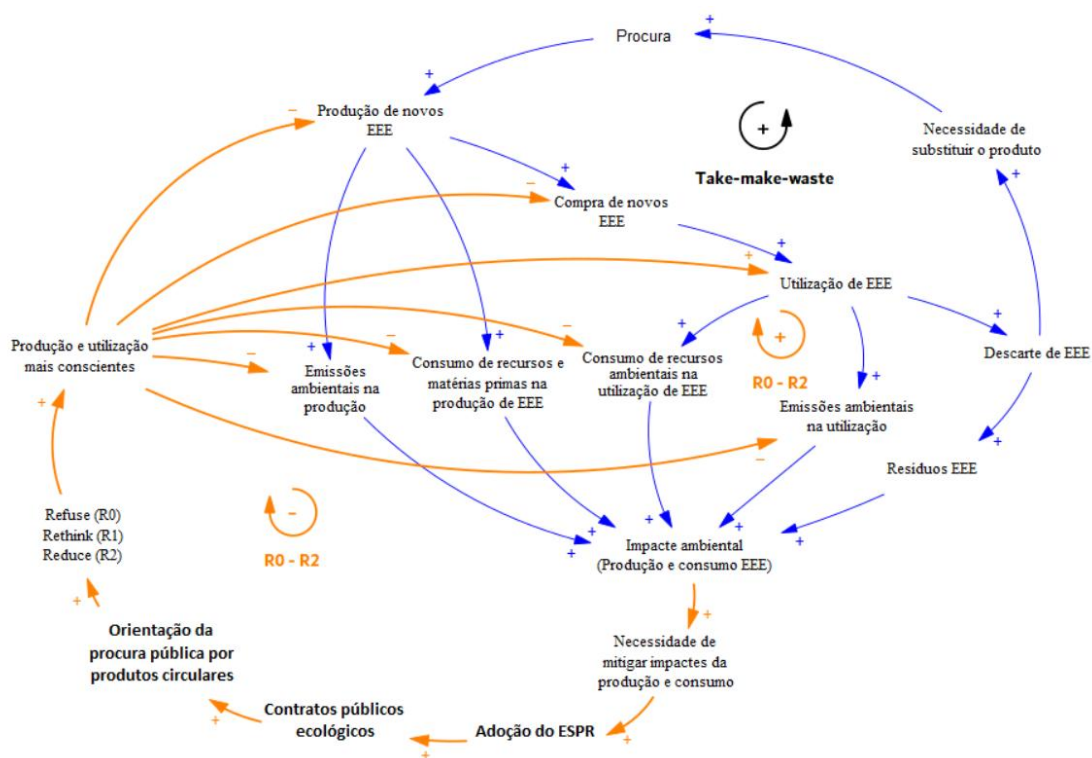 Procura
Produção de novos
EEE
Necessidade de
substituir o produto
Take-make-waste
Compra de novos
EEE
Utilização de EEE
Produção e utilização
mais conscientes
Emissões
ambientais na
produção
Consumo de recursos e
matérias primas na
produção de EEE
Consumo de recursos
ambientais na
utilização de EEE
R0 - R2
Descarte de EEE
Emissões ambientais
na utilização
Resíduos EEE
Refuse (R0)
Rethink (R1)
Reduce (R2)
R0 - R2
Impacte ambiental
(Produção e consumo EEE)
Orientação da
procura pública por
produtos circulares
Necessidade de
mitigar impactes da
produção e consumo
Contratos públicos
ecológicos
Adoção do ESPR